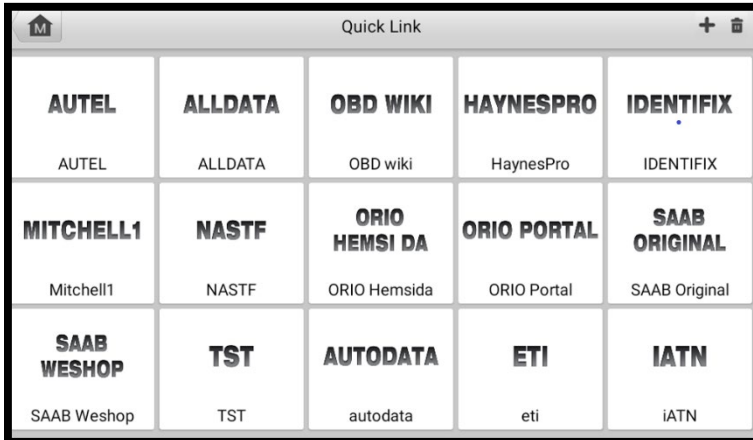 M
Quick Link
AUTEL
AUTEL
ALLDATA
ALLDATA
OBD WIKI
OBD wiki
HAYNESPRO
HaynesPro
IDENTIFIX
IDENTIFIX
MITCHELL1
Mitchell1
NASTF
NASTF
ORIO
HEMSI DA
ORIO Hemsida
ORIO PORTAL
ORIO Portal
SAAB
ORIGINAL
SAAB Original
SAAB
WESHOP
SAAB Weshop
TST
TST
AUTODATA
autodata
ETI
eti
IATN
iATN